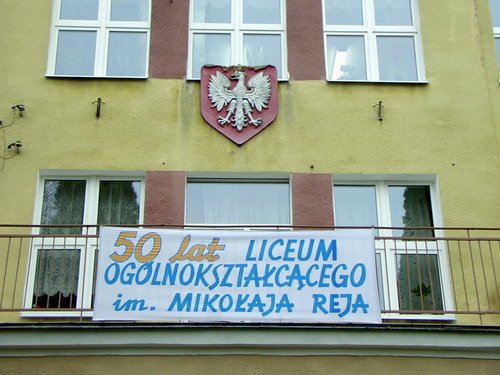 50 lat LICEUM
OGÓLNOKSZTAŁCĄCEGO
im. MIKOŁAJA REJA